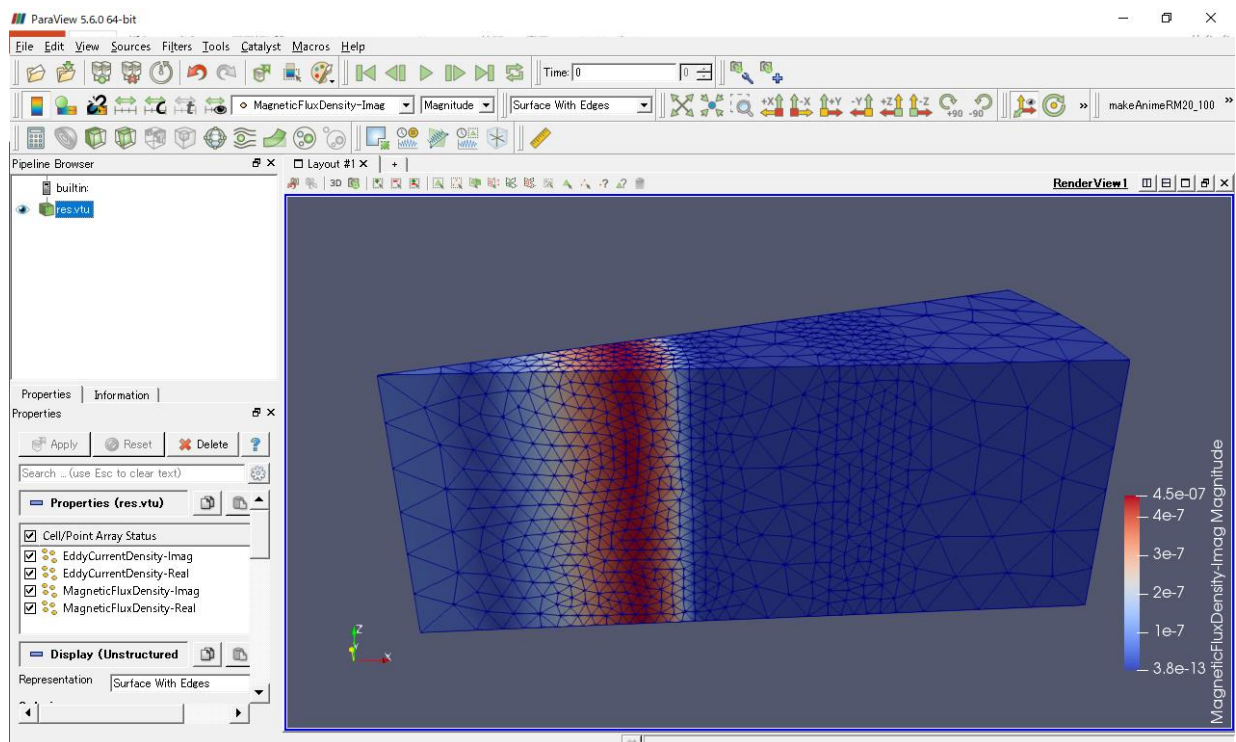 ParaView 5.6.0 64-bit
File Edit View Sources Filters Tools Catalyst Macros Help
Time: 0 0
MagneticFluxDensity-Imag Magnitude Surface With Edges +X -X +Y -Y +Z -Z +90 -90 » makeAnimeRM20_100 »
Pipeline Browser
Layout #1 × +
builtin:
3D
RenderView1
res.vtu
Properties Information
Properties
Apply Reset Delete ?
Search ... (use Esc to clear text)
Properties (res.vtu)
Cell/Point Array Status
EddyCurrentDensity-Imag
EddyCurrentDensity-Real
MagneticFluxDensity-Imag
MagneticFluxDensity-Real
Display (Unstructured
Representation Surface With Edges
Z
Y
X
4.5e-07
4e-7
3e-7
2e-7
1e-7
3.8e-13
MagneticFluxDensity-Imag Magnitude